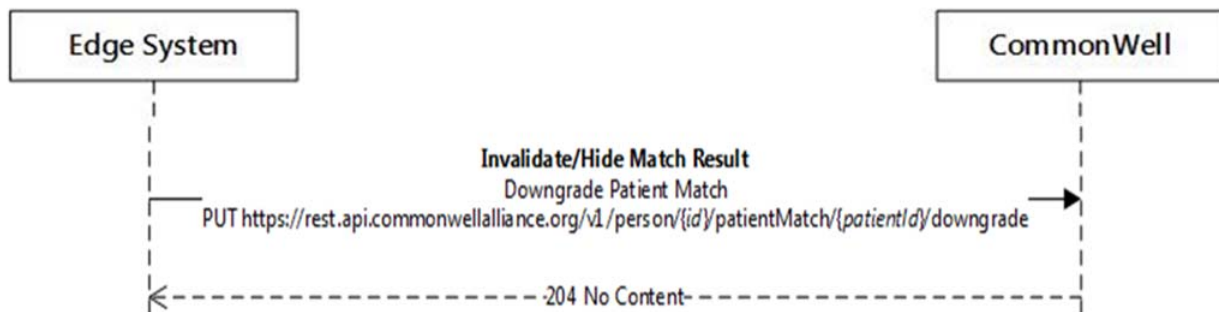 Edge System
CommonWell
Invalidate/Hide Match Result
Downgrade Patient Match
PUT https://rest.api.commonwellalliance.org/v1/person/{id}/patientMatch/{patientId}/downgrade
204 No Content